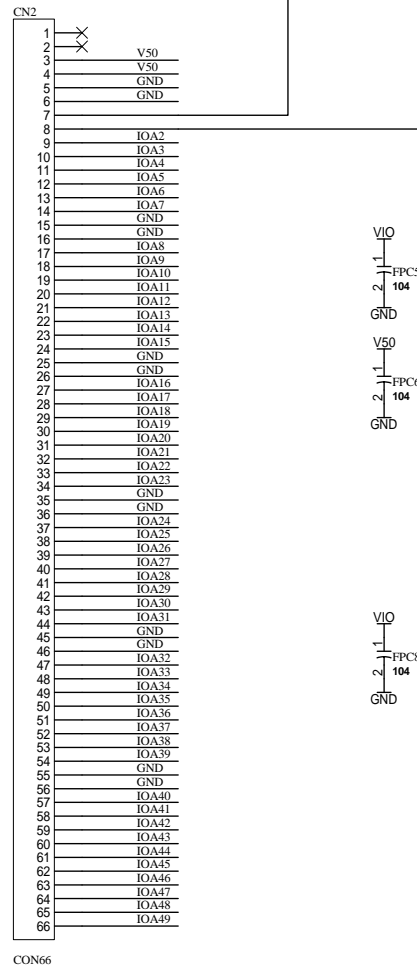 CN2
1
2
3 V50
4 V50
5 GND
6 GND
7
8
9 IOA2
10 IOA3
11 IOA4
12 IOA5
13 IOA6
14 IOA7
15 GND
16 GND
17 IOA8
18 IOA9
19 IOA10
20 IOA11
21 IOA12
22 IOA13
23 IOA14
24 IOA15
25 GND
26 GND
27 IOA16
28 IOA17
29 IOA18
30 IOA19
31 IOA20
32 IOA21
33 IOA22
34 IOA23
35 GND
36 GND
37 IOA24
38 IOA25
39 IOA26
40 IOA27
41 IOA28
42 IOA29
43 IOA30
44 IOA31
45 GND
46 GND
47 IOA32
48 IOA33
49 IOA34
50 IOA35
51 IOA36
52 IOA37
53 IOA38
54 IOA39
55 GND
56 GND
57 IOA40
58 IOA41
59 IOA42
60 IOA43
61 IOA44
62 IOA45
63 IOA46
64 IOA47
65 IOA48
66 IOA49
CON66
VIO
1
FPC5
2 104
GND
V50
1
FPC6
2 104
GND
VIO
1
FPC8
2 104
GND